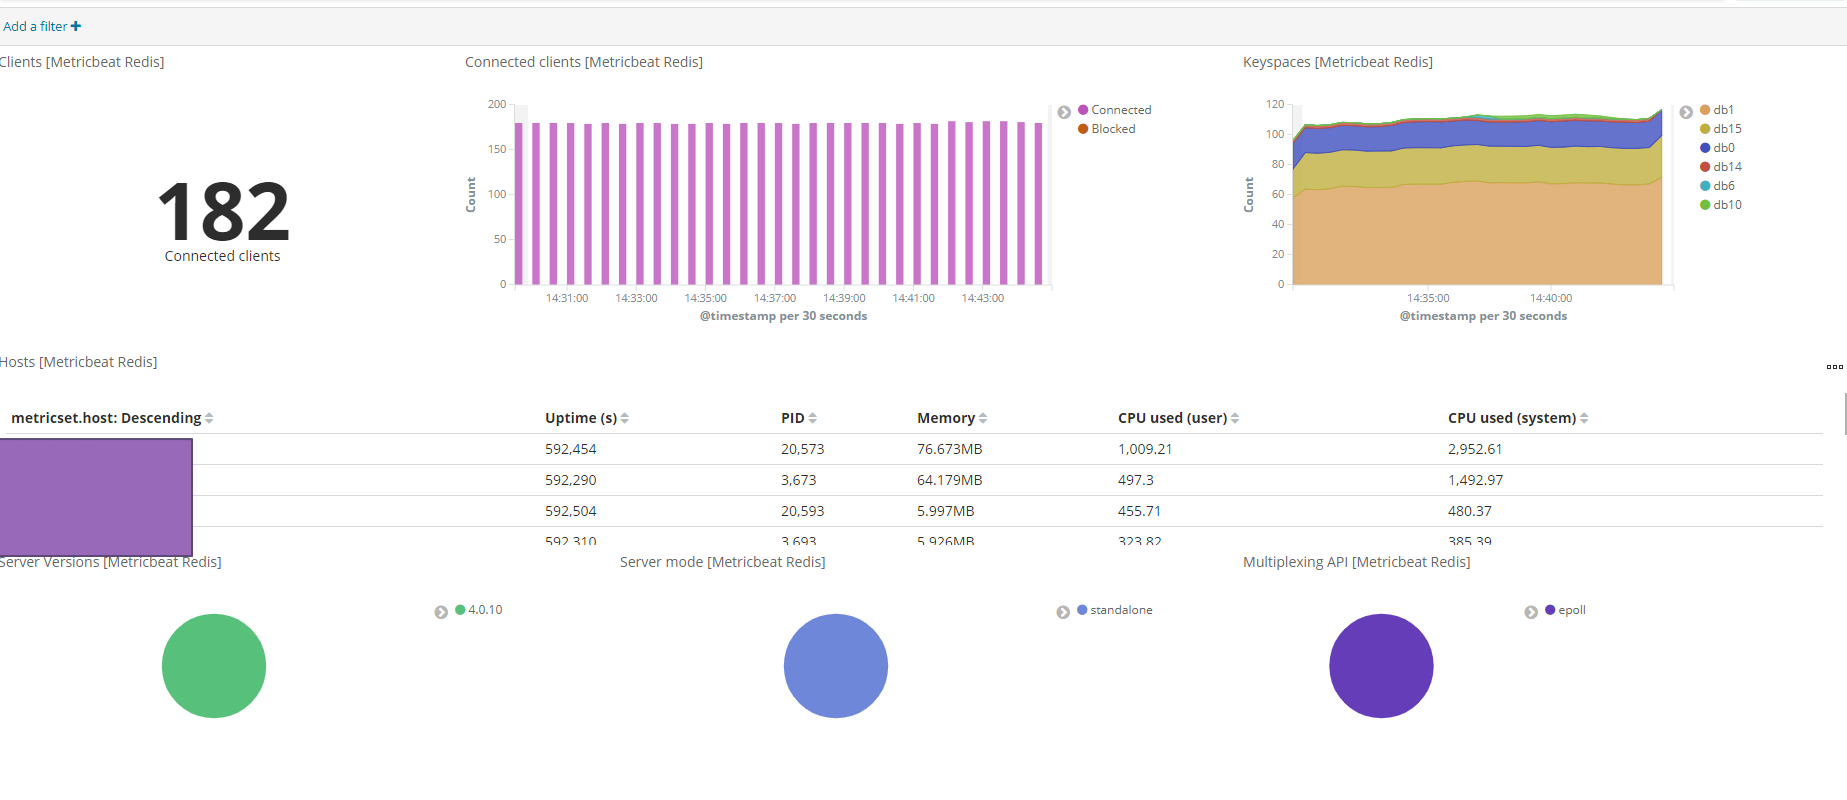 Add a filter
Clients [Metricbeat Redis]
182
Connected clients
Connected clients [Metricbeat Redis]
200
150
100
50
0
Count
14:31:00 14:33:00 14:35:00 14:37:00 14:39:00 14:41:00 14:43:00
@timestamp per 30 seconds
Connected
Blocked
Keyspaces [Metricbeat Redis]
120
100
80
60
40
20
0
Count
14:35:00 14:40:00
@timestamp per 30 seconds
db1
db15
db0
db14
db6
db10
Hosts [Metricbeat Redis]
metricset.host: Descending Uptime (s) PID Memory CPU used (user) CPU used (system)
592,454 20,573 76.673MB 1,009.21 2,952.61
592,290 3,673 64.179MB 497.3 1,492.97
592,504 20,593 5.997MB 455.71 480.37
592,310 3,693 5.926MB 323.82 385.39
Server Versions [Metricbeat Redis]
4.0.10
Server mode [Metricbeat Redis]
standalone
Multiplexing API [Metricbeat Redis]
epoll